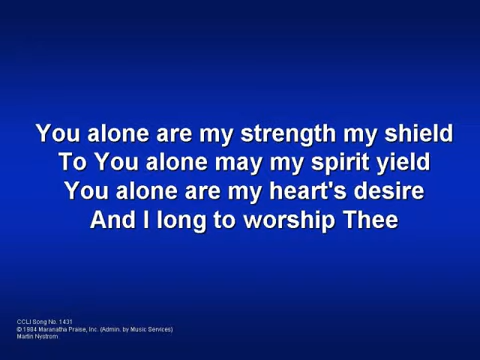 You alone are my strength my shield
To You alone may my spirit yield
You alone are my heart's desire
And I long to worship Thee
CCLI Song No. 1431
© 1984 Maranatha Praise, Inc. (Admin. by Music Services)
Martin Nystrom